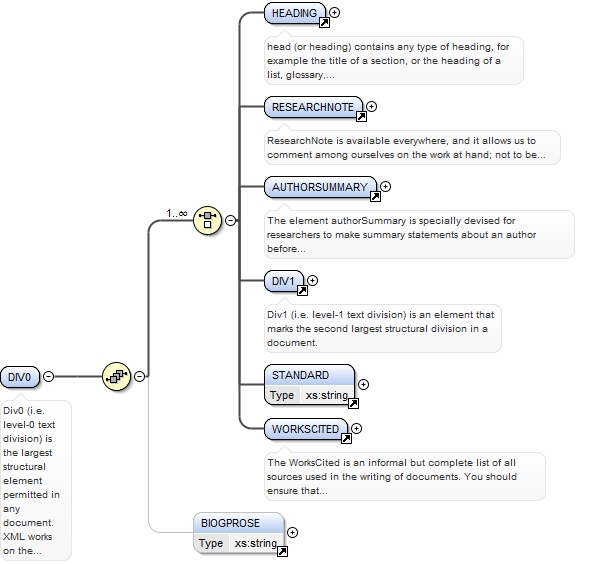 HEADING
head (or heading) contains any type of heading, for
example the title of a section, or the heading of a
list, glossary,...
RESEARCHNOTE
ResearchNote is available everywhere, and it allows us to
comment among ourselves on the work at hand; not to be...
AUTHORSUMMARY
The element authorSummary is specially devised for
researchers to make summary statements about an author
before...
1..∞
DIV1
Div1 (i.e. level-1 text division) is an element that
marks the second largest structural division in a
document.
STANDARD
Type xs:string
WORKSCITED
The WorksCited is an informal but complete list of all
sources used in the writing of documents. You should
ensure that...
DIV0
Div0 (i.e.
level-0 text
division) is
the largest
structural
element
permitted in
any
document.
XML works
on the...
BIOGPROSE
Type xs:string